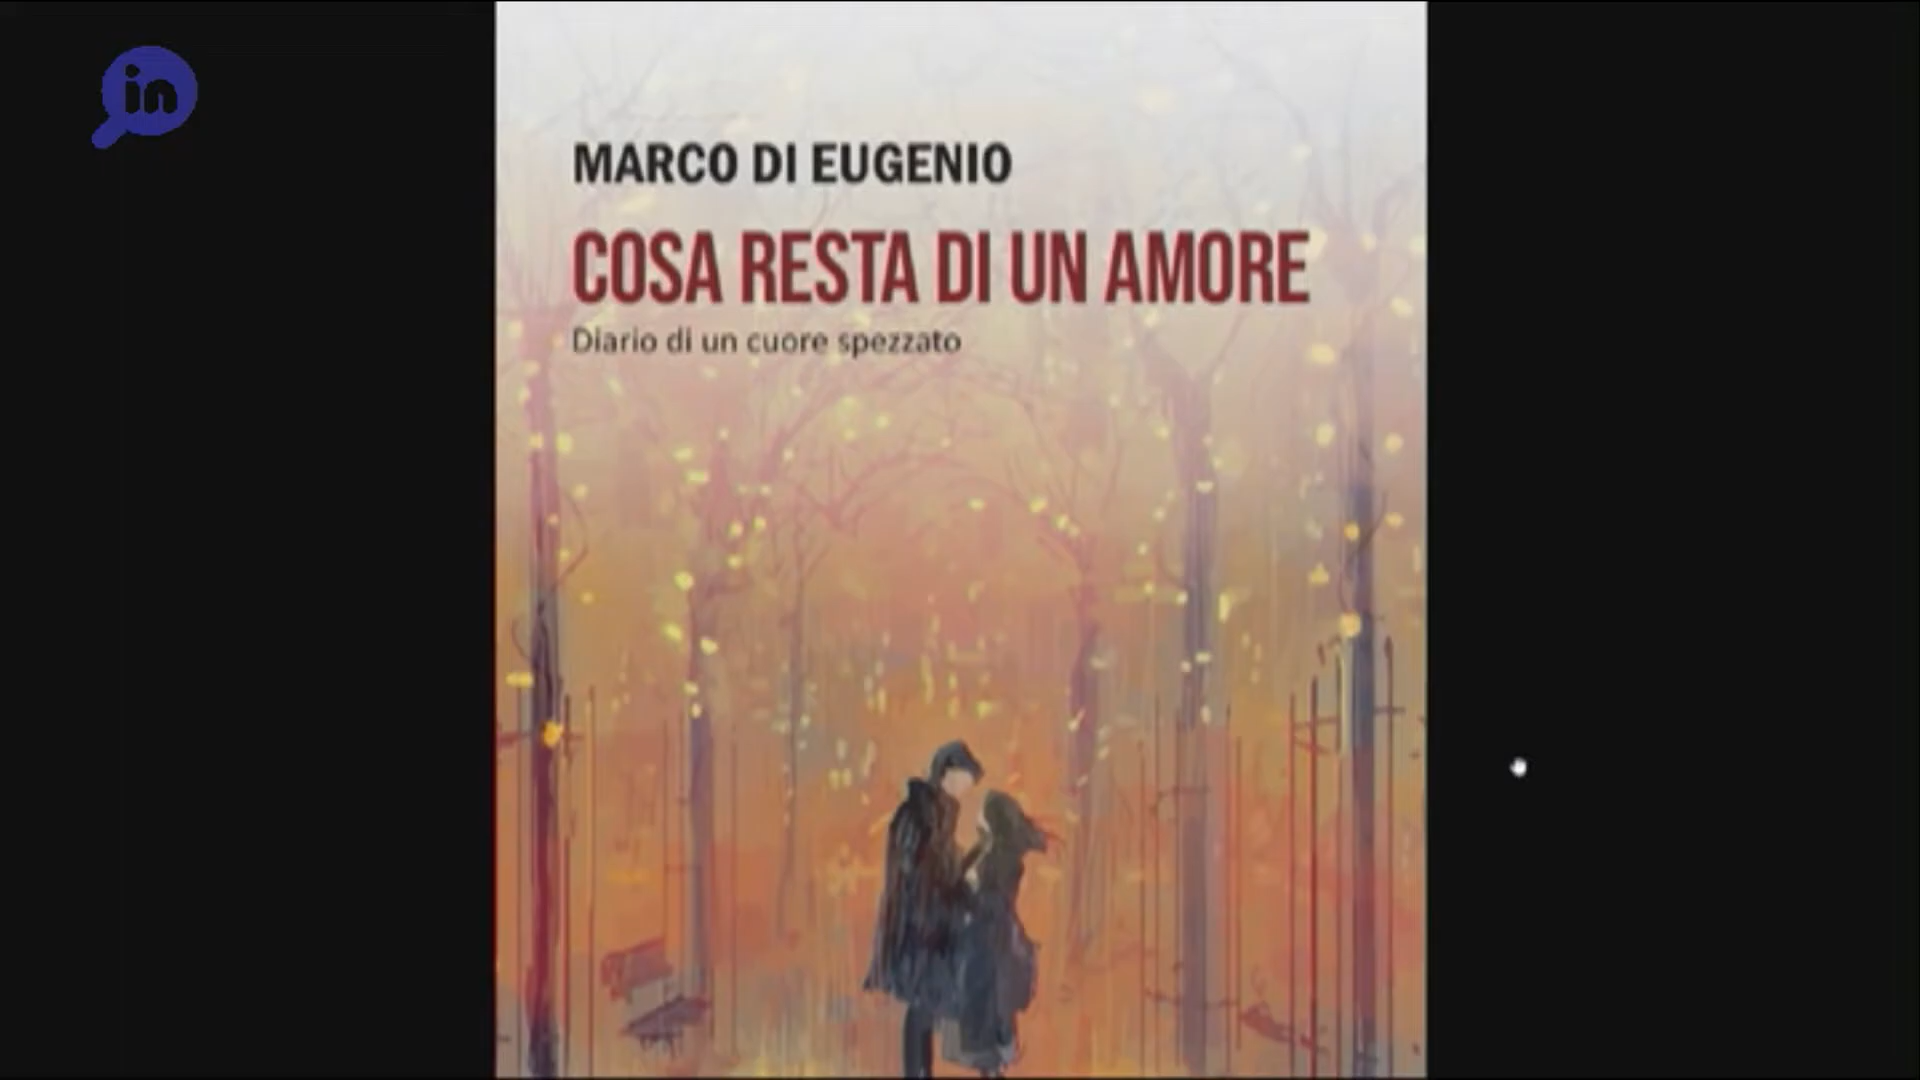 in
MARCO DI EUGENIO
COSA RESTA DI UN AMORE
Diario di un cuore spezzato